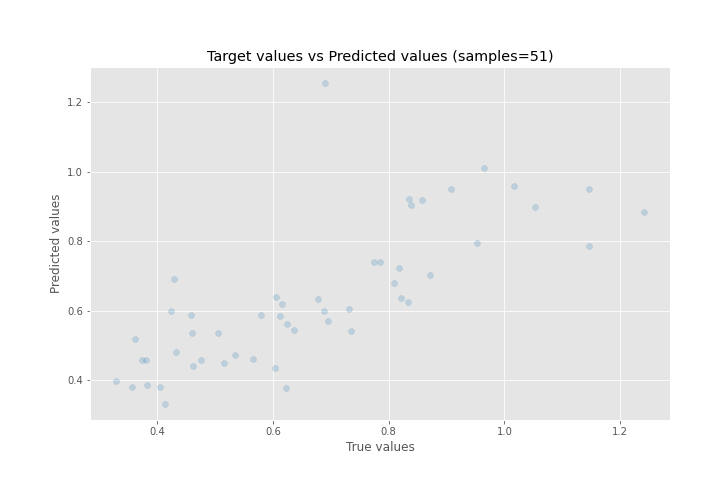 Target values vs Predicted values (samples=51)
1.2
1.0
0.8
0.6
0.4
Predicted values
0.4 0.6 0.8 1.0 1.2
True values